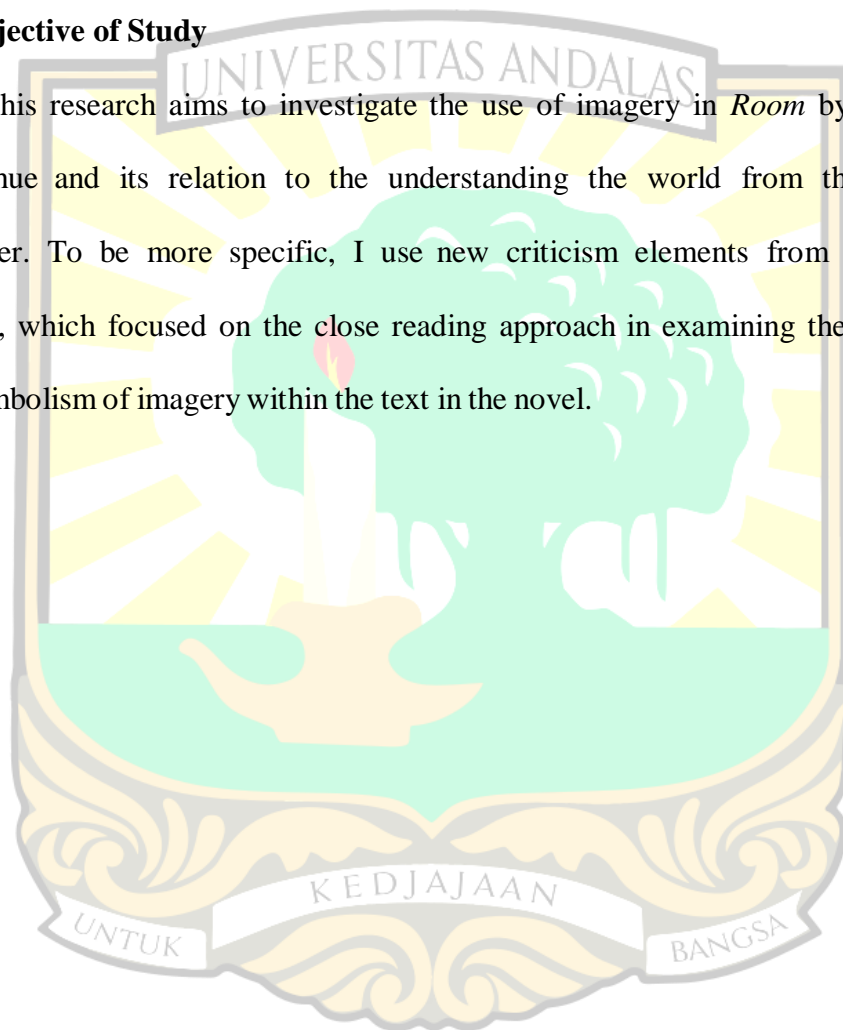 jective of Study
UNIVERSITAS ANDALAS
his research aims to investigate the use of imagery in Room by
nue and its relation to the understanding the world from th
er. To be more specific, I use new criticism elements from
, which focused on the close reading approach in examining the
mbolism of imagery within the text in the novel.
KEDJAJAAN
UNTUK
BANGSA